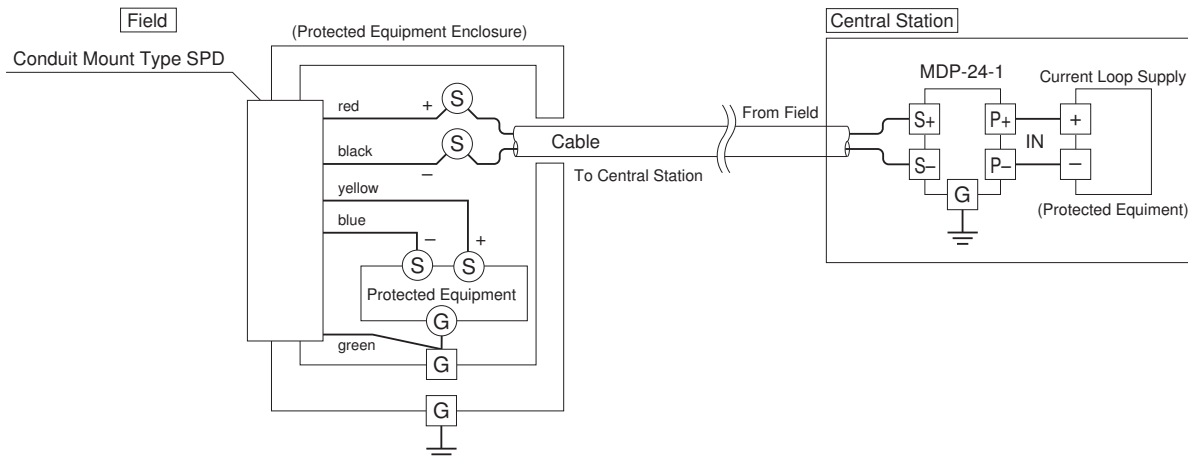 Field
Central Station
(Protected Equipment Enclosure)
Conduit Mount Type SPD
MDP-24-1
Current Loop Supply
red
+
S
From Field
S+
P+
+
Cable
IN
black
–
S
To Central Station
S–
P–
–
yellow
G
(Protected Equiment)
blue
–
+
S
S
Protected Equipment
G
green
G
G